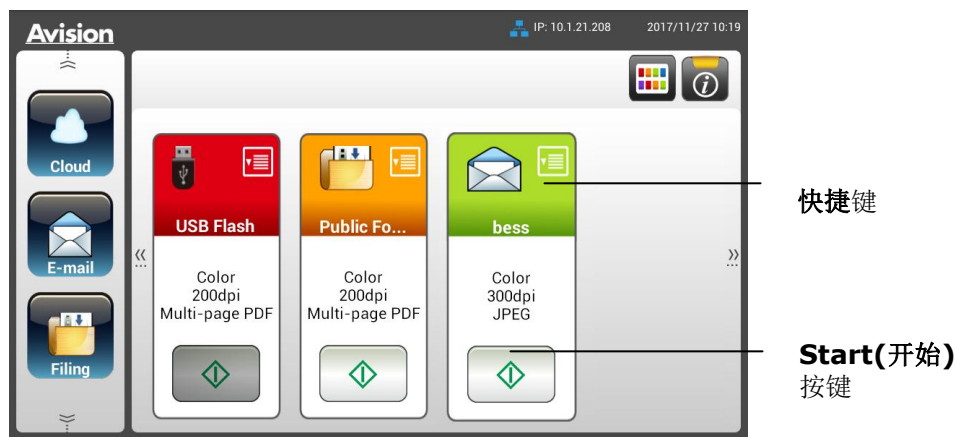 Avision
IP: 10.1.21.208 2017/11/27 10:19
Cloud
E-mail
Filing
USB Flash
Color
200dpi
Multi-page PDF
Public Fo...
Color
200dpi
Multi-page PDF
bess
Color
300dpi
JPEG
快捷键
Start(开始)
按键